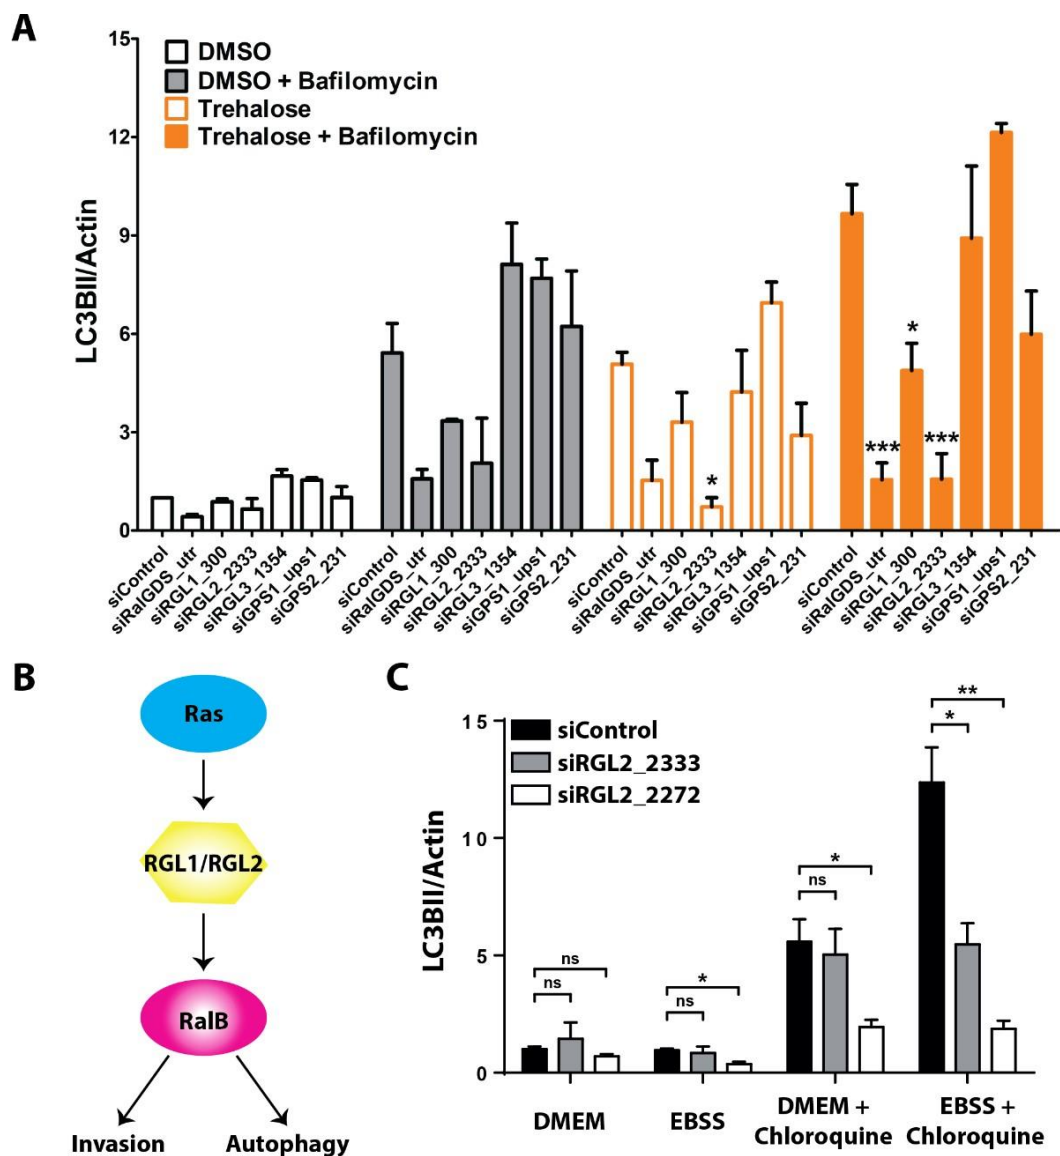 A
15
12
9
6
3
0
LC3BII/Actin
DMSO
DMSO + Bafilomycin
Trehalose
Trehalose + Bafilomycin
*
***
*
***
siControl
siRalGDS_utr
siRGL1_300
siRGL2_2333
siRGL3_1354
siGPS1_ups1
siGPS2_231
siControl
siRalGDS_utr
siRGL1_300
siRGL2_2333
siRGL3_1354
siGPS1_ups1
siGPS2_231
siControl
siRalGDS_utr
siRGL1_300
siRGL2_2333
siRGL3_1354
siGPS1_ups1
siGPS2_231
siControl
siRalGDS_utr
siRGL1_300
siRGL2_2333
siRGL3_1354
siGPS1_ups1
siGPS2_231
B
Ras
RGL1/RGL2
RalB
Invasion
Autophagy
C
15
10
5
0
LC3BII/Actin
siControl
siRGL2_2333
siRGL2_2272
ns
ns
*
ns
*
ns
**
*
DMEM
EBSS
DMEM +
Chloroquine
EBSS +
Chloroquine